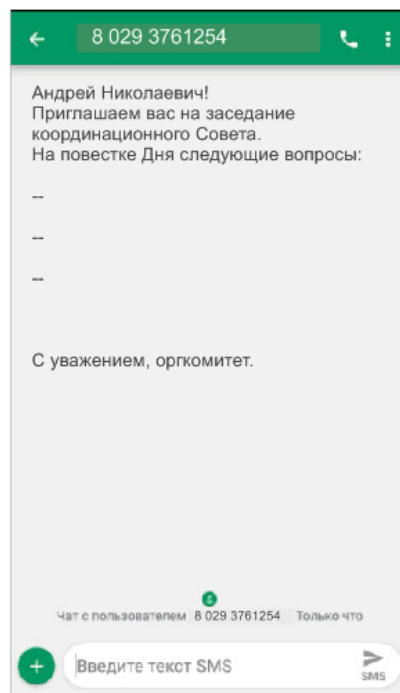 8 029 3761254
Андрей Николаевич!
Приглашаем вас на заседание
координационного Совета.
На повестке Дня следующие вопросы:
--
--
--
С уважением, оргкомитет.
Чат с пользователем 8 029 3761254 Только что
Введите текст SMS
SMS